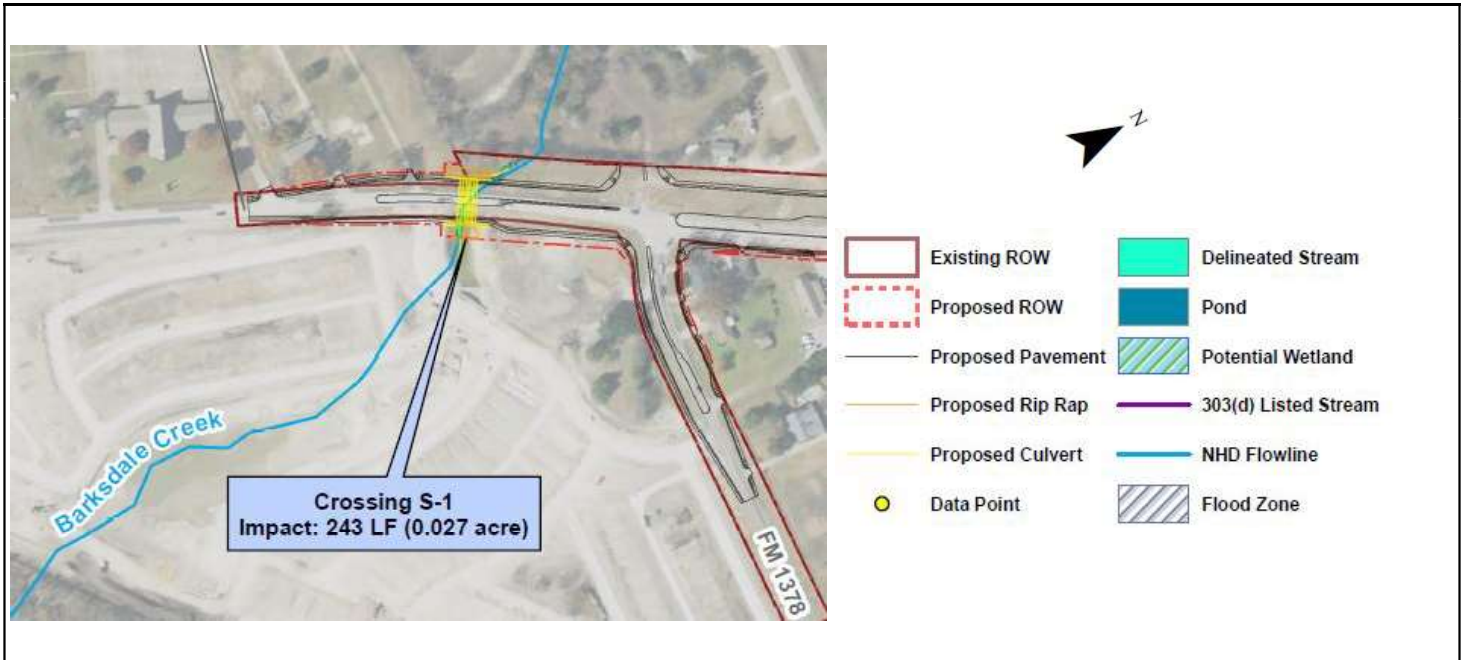 Barksdale Creek
Crossing S-1
Impact: 243 LF (0.027 acre)
FM 1378
N
Existing ROW
Proposed ROW
Proposed Pavement
Proposed Rip Rap
Proposed Culvert
Data Point
Delineated Stream
Pond
Potential Wetland
303(d) Listed Stream
NHD Flowline
Flood Zone